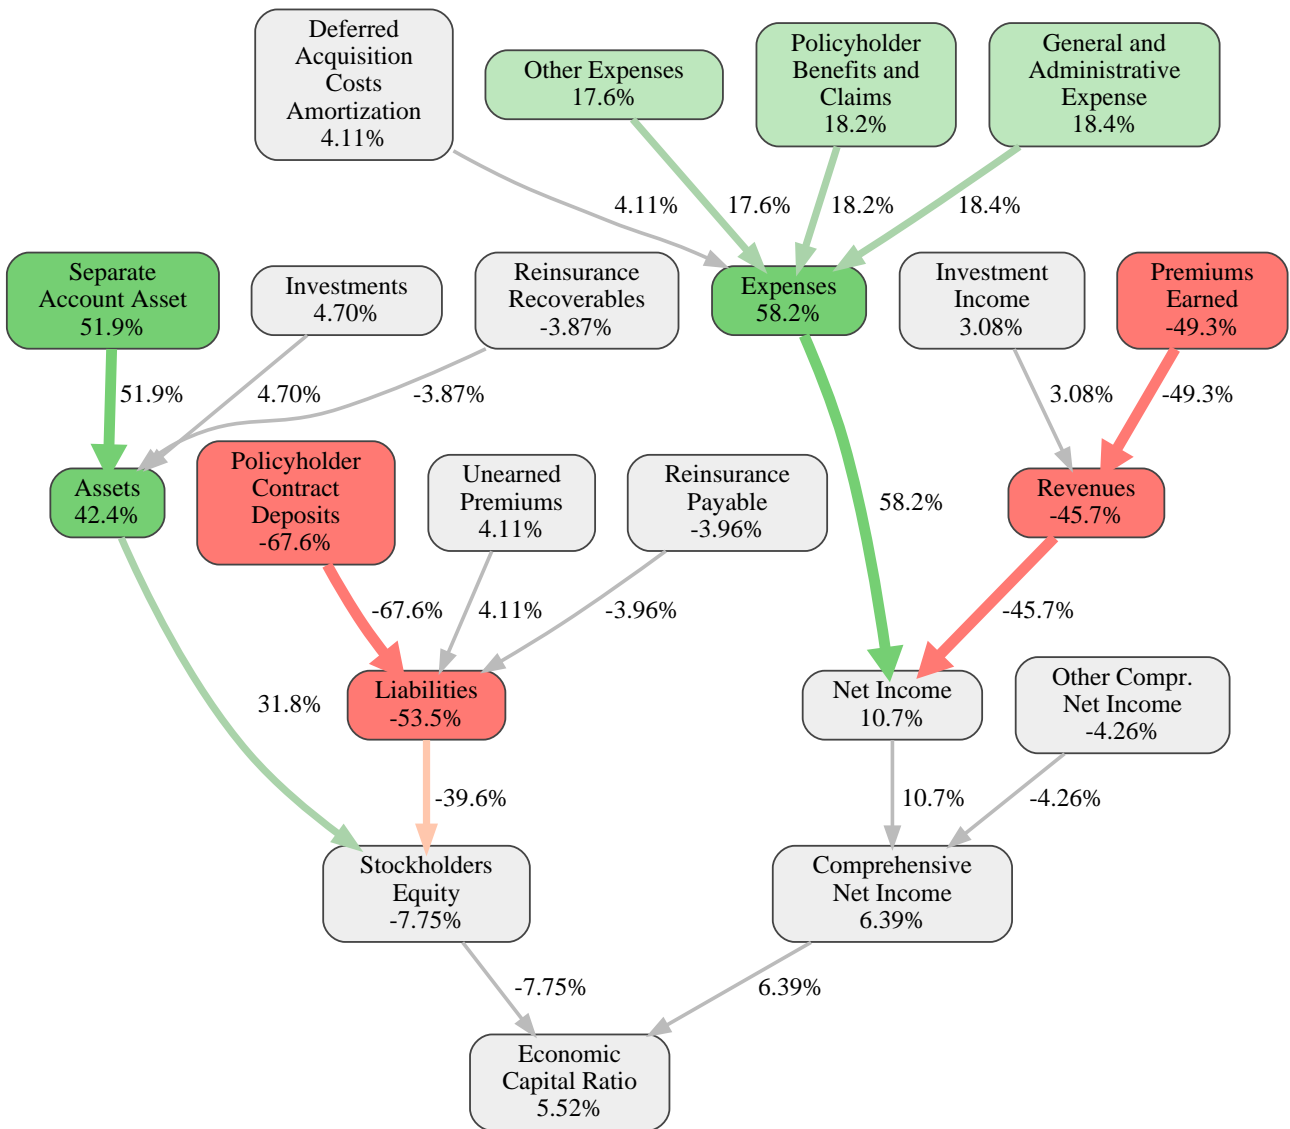 Deferred
Acquisition
Costs
Amortization
4.11%
Other Expenses
17.6%
Policyholder
Benefits and
Claims
18.2%
General and
Administrative
Expense
18.4%
4.11%
17.6%
18.2%
18.4%
Separate
Account Asset
51.9%
Investments
4.70%
Reinsurance
Recoverables
-3.87%
Expenses
58.2%
Investment
Income
3.08%
Premiums
Earned
-49.3%
51.9%
4.70%
-3.87%
3.08%
-49.3%
Assets
42.4%
Policyholder
Contract
Deposits
-67.6%
Unearned
Premiums
4.11%
Reinsurance
Payable
-3.96%
58.2%
Revenues
-45.7%
-67.6%
4.11%
-3.96%
-45.7%
31.8%
Liabilities
-53.5%
Net Income
10.7%
Other Compr.
Net Income
-4.26%
-39.6%
10.7%
-4.26%
Stockholders
Equity
-7.75%
Comprehensive
Net Income
6.39%
-7.75%
6.39%
Economic
Capital Ratio
5.52%